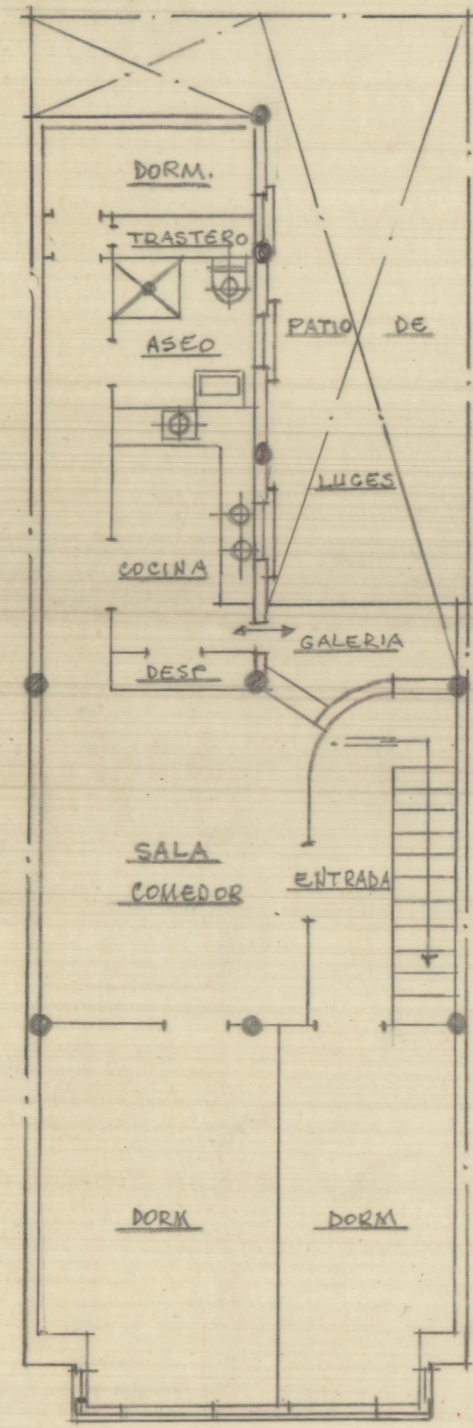 DORM.
TRASTERO
PATIO DE
ASEO
LUCES
COCINA
GALERIA
DESP
SALA
COMEDOR
ENTRADA
DORM
DORM